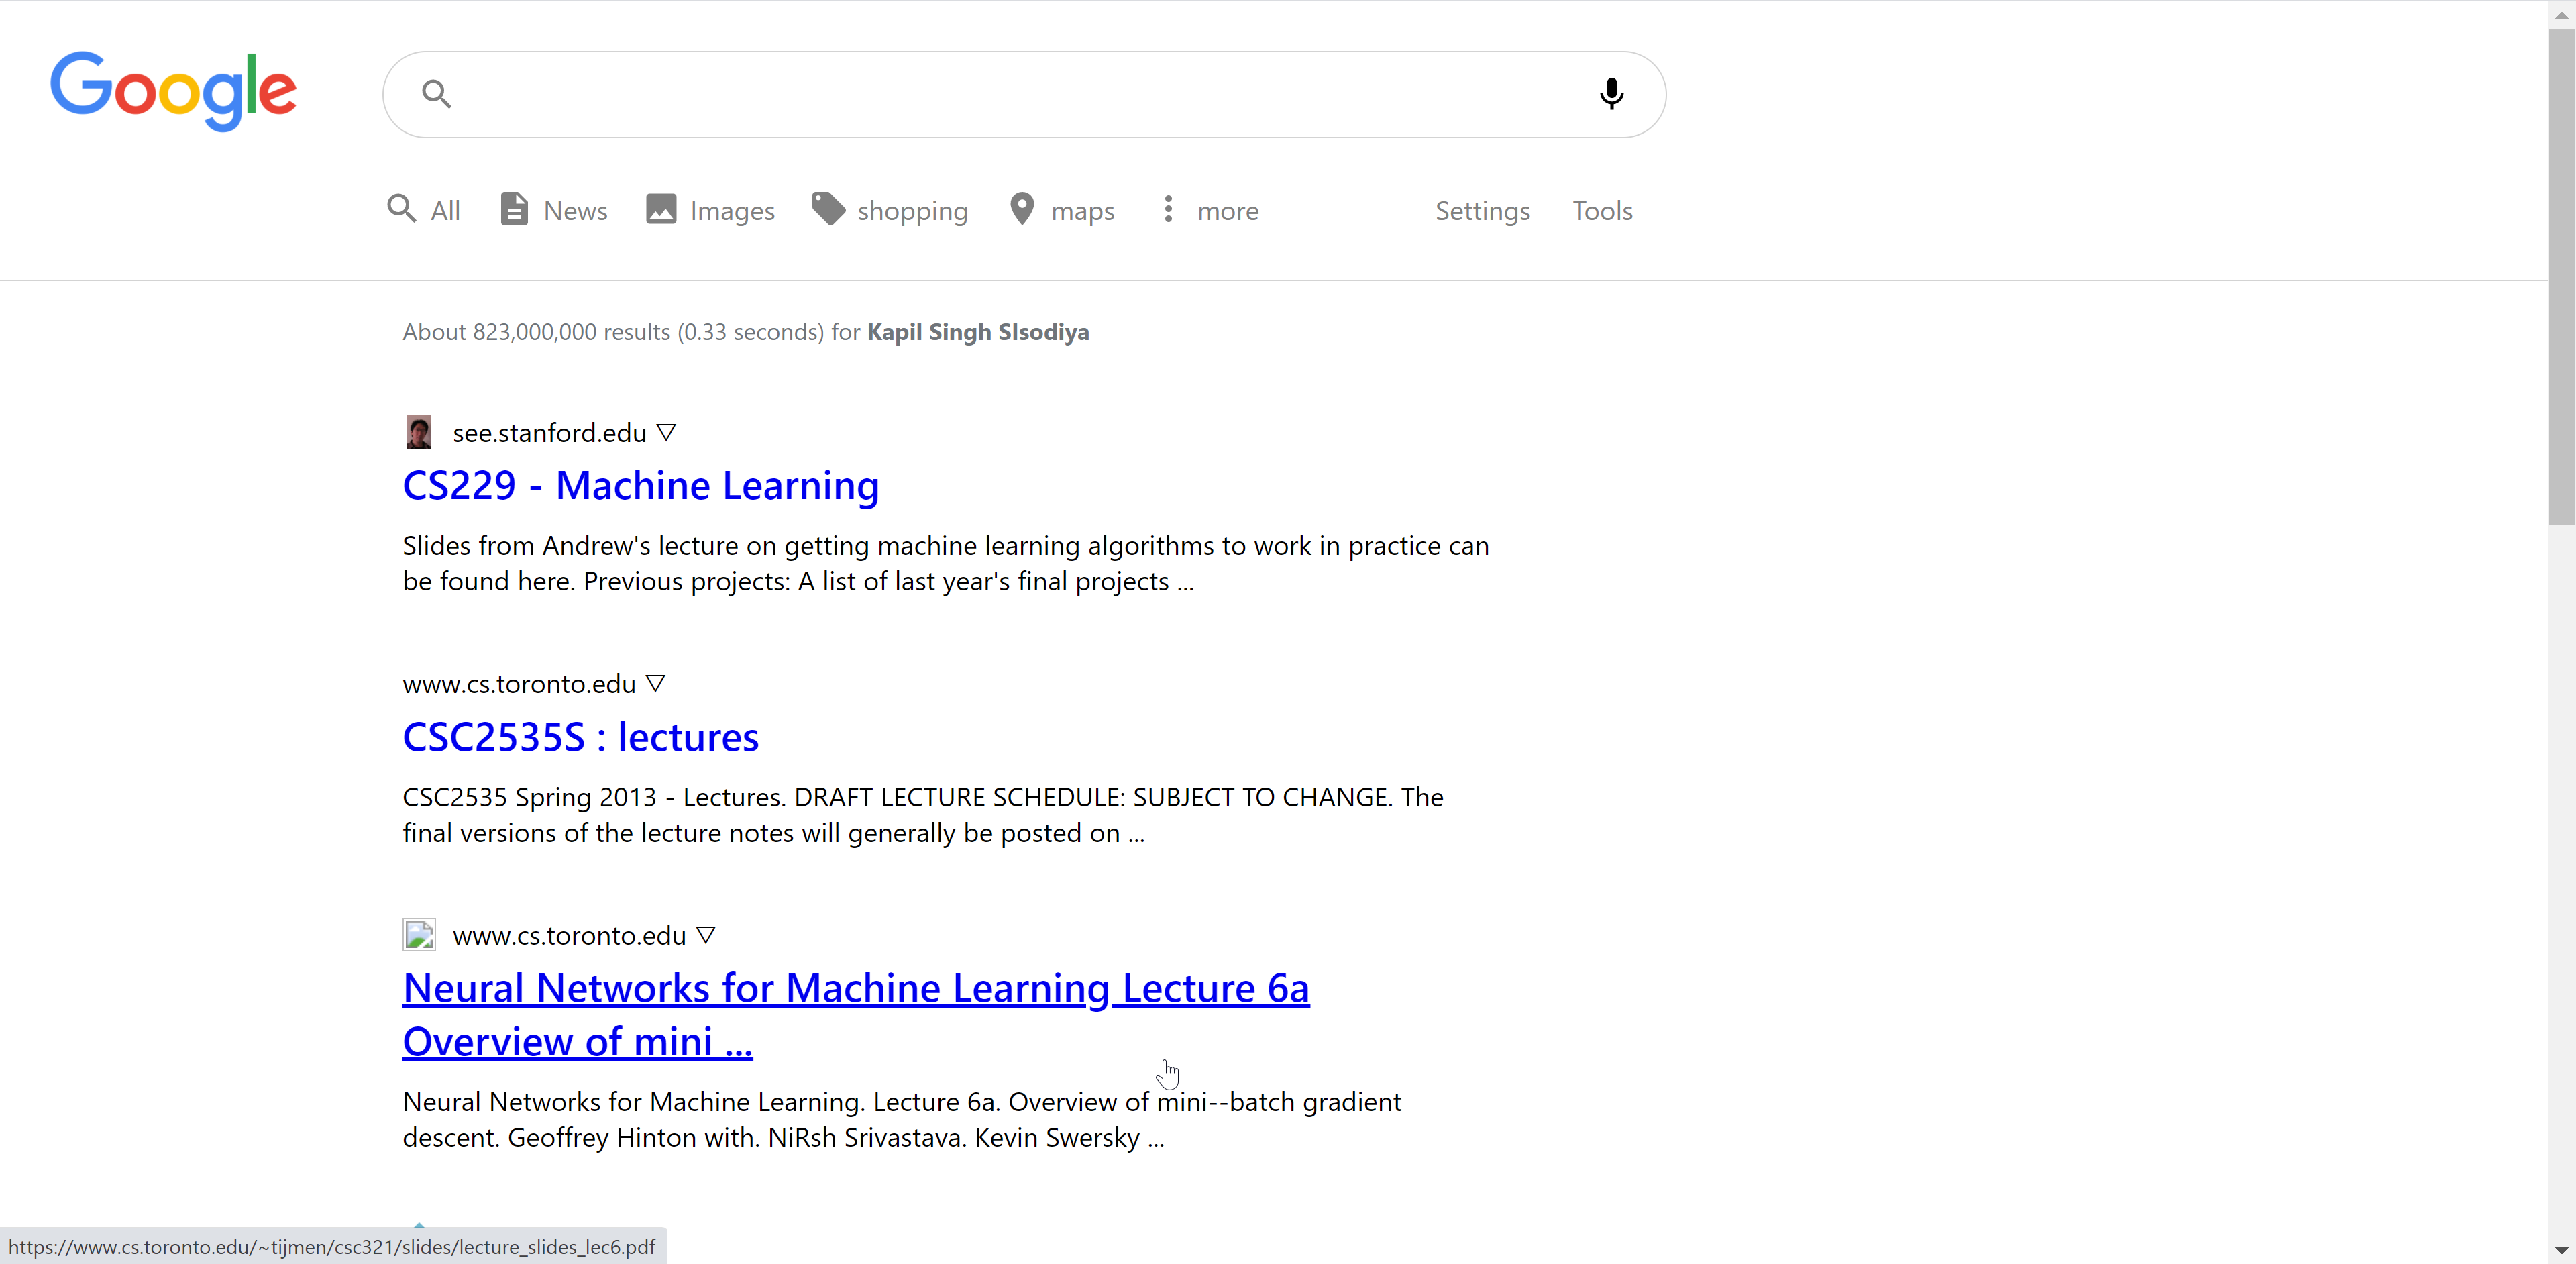 Google
All News Images shopping maps more Settings Tools
About 823,000,000 results (0.33 seconds) for Kapil Singh SIsodiya
see.stanford.edu ▽
CS229 - Machine Learning
Slides from Andrew's lecture on getting machine learning algorithms to work in practice can
be found here. Previous projects: A list of last year's final projects ...
www.cs.toronto.edu ▽
CSC2535S : lectures
CSC2535 Spring 2013 - Lectures. DRAFT LECTURE SCHEDULE: SUBJECT TO CHANGE. The
final versions of the lecture notes will generally be posted on ...
www.cs.toronto.edu ▽
Neural Networks for Machine Learning Lecture 6a
Overview of mini ...
Neural Networks for Machine Learning. Lecture 6a. Overview of mini--batch gradient
descent. Geoffrey Hinton with. NiRsh Srivastava. Kevin Swersky ...
https://www.cs.toronto.edu/~tijmen/csc321/slides/lecture_slides_lec6.pdf